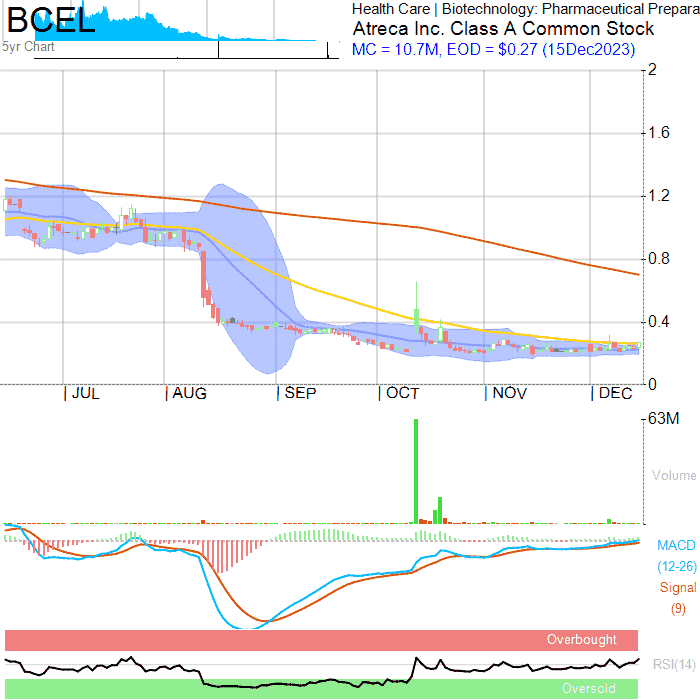 BCEL
Health Care | Biotechnology: Pharmaceutical Prepara
Atreca Inc. Class A Common Stock
5yr Chart
MC = 10.7M, EOD = $0.27 (15Dec2023)
2
1.6
1.2
0.8
0.4
0
| JUL | AUG | SEP | OCT | NOV | DEC
63M
Volume
MACD
(12-26)
Signal
(9)
Overbought
RSI(14)
Oversold